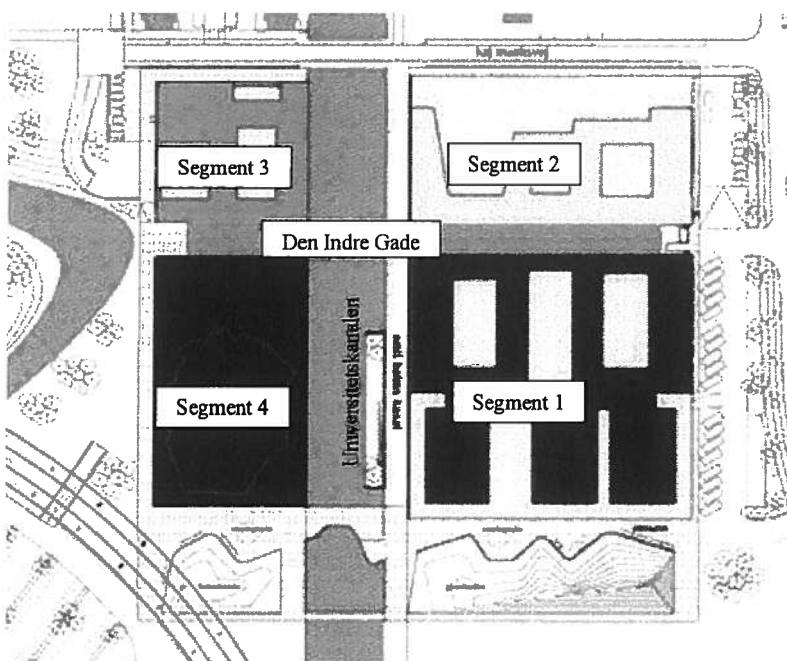 Segment 3
Segment 2
Den Indre Gade
Universitetskanalen
Segment 4
Segment 1